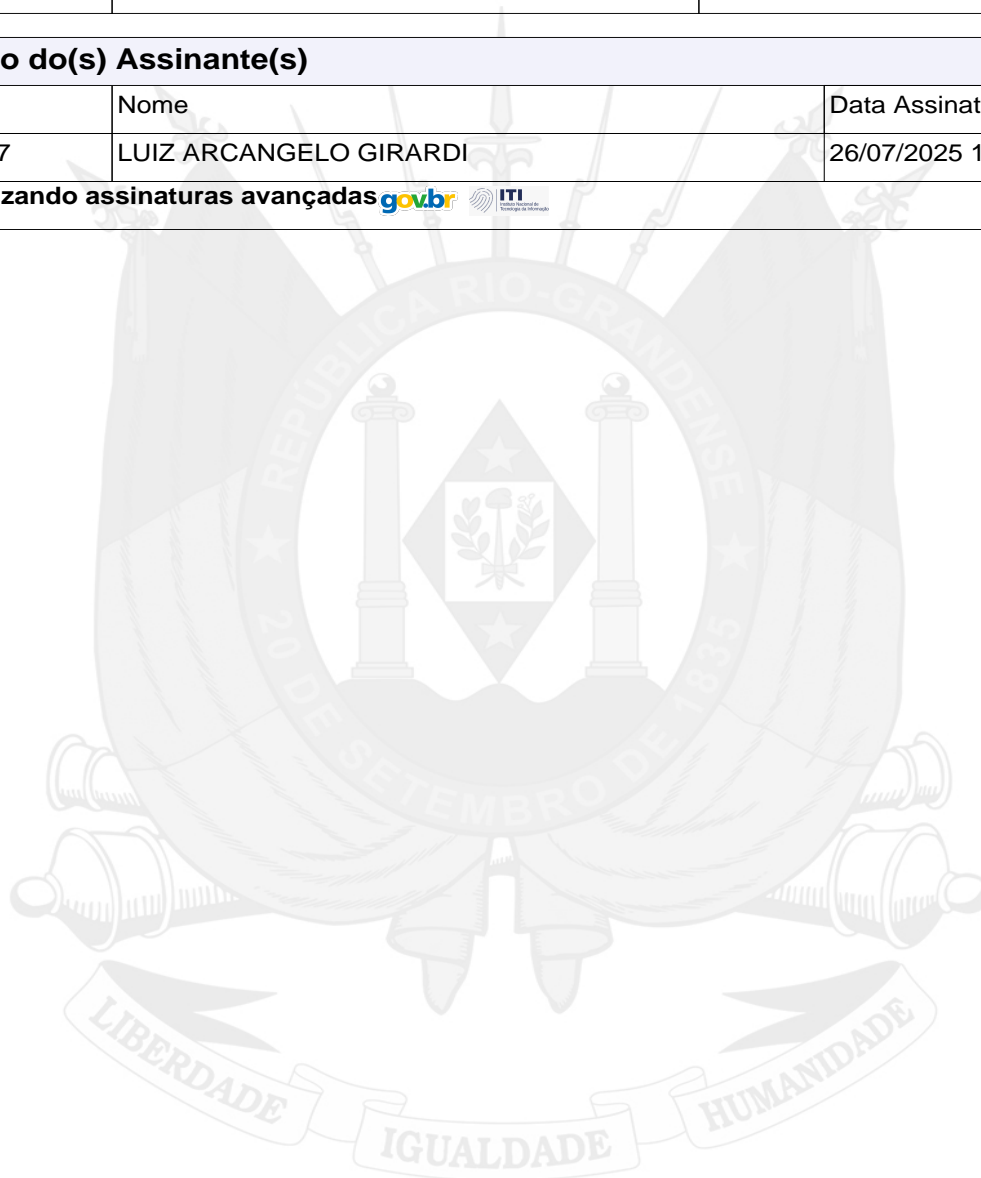 o do(s) Assinante(s)
Nome Data Assinat
7 LUIZ ARCANGELO GIRARDI 26/07/2025 1
zando assinaturas avançadas gov.br ITI
REPÚBLICA RIO-GRANDENSE
20 DE SETEMBRO DE 1835
LIBERDADE IGUALDADE HUMANIDADE